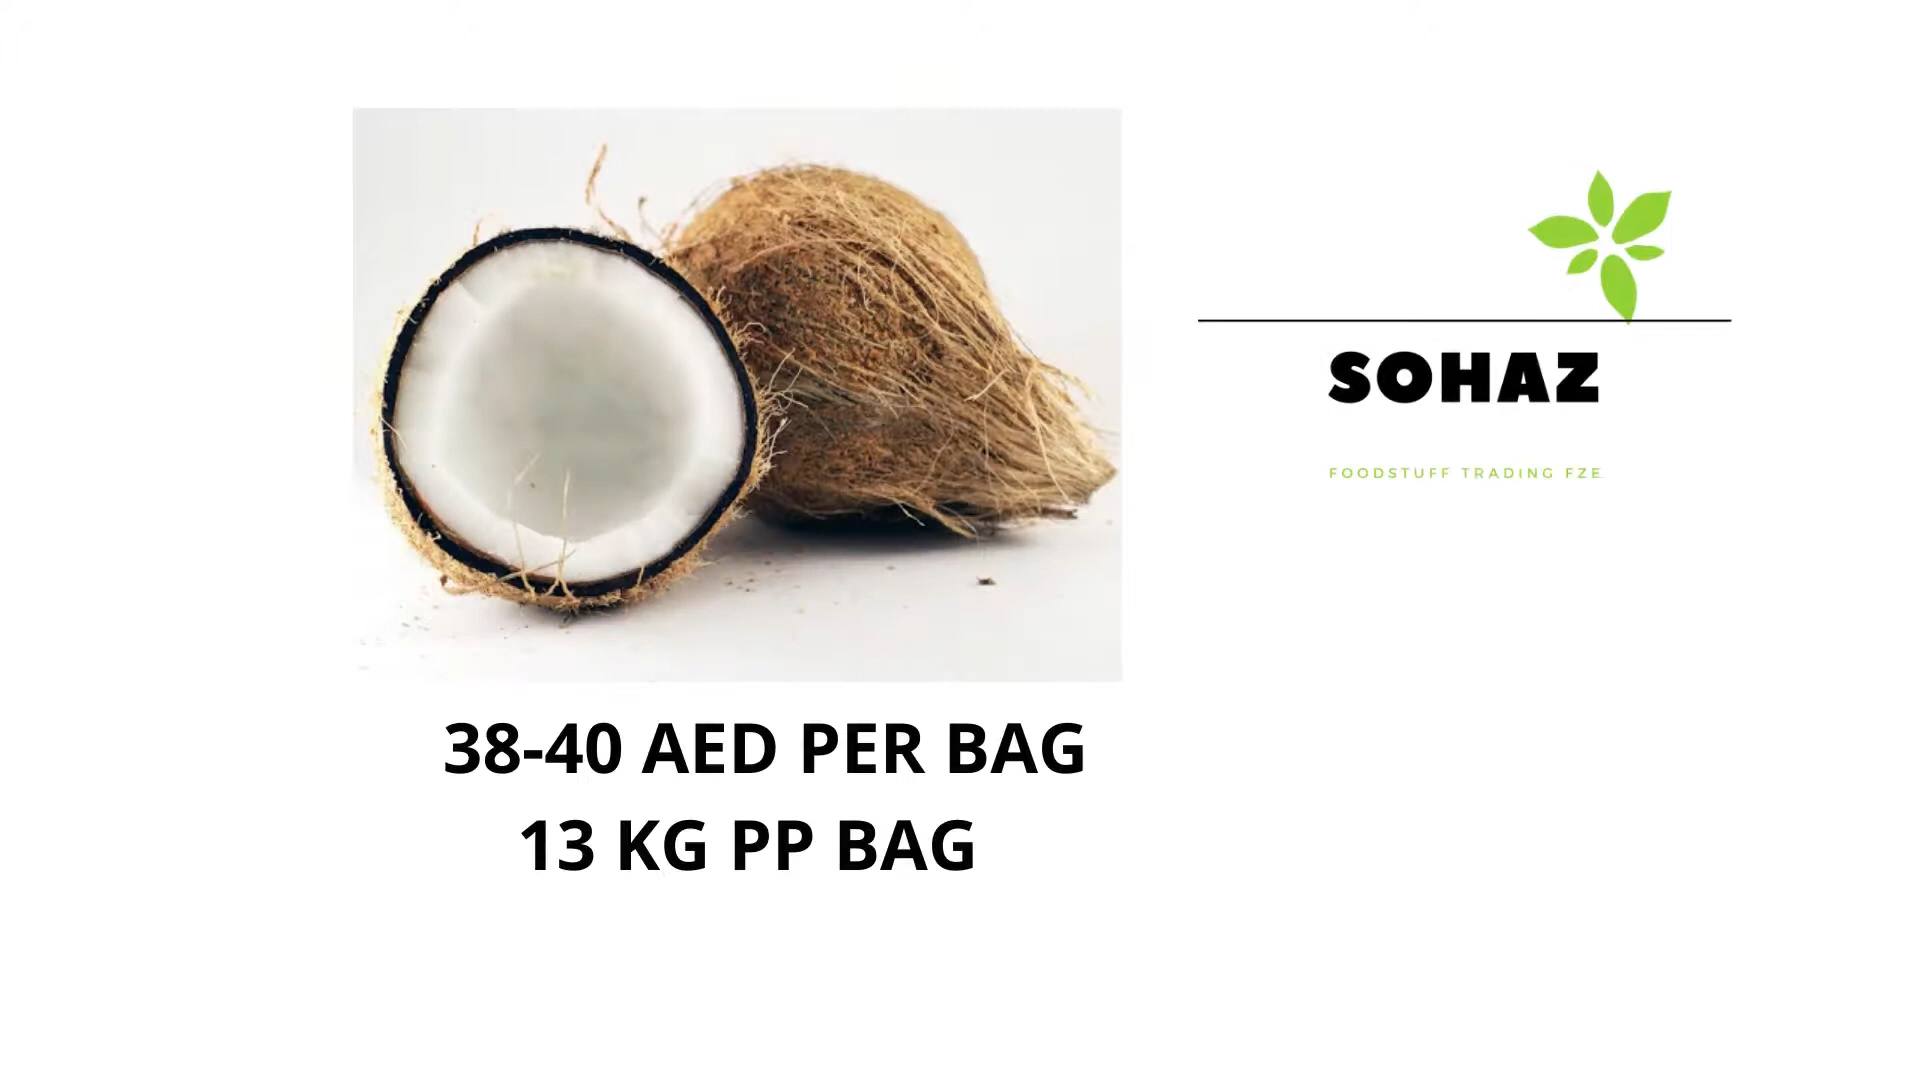 SOHAZ
FOODSTUFF TRADING FZE
38-40 AED PER BAG
13 KG PP BAG